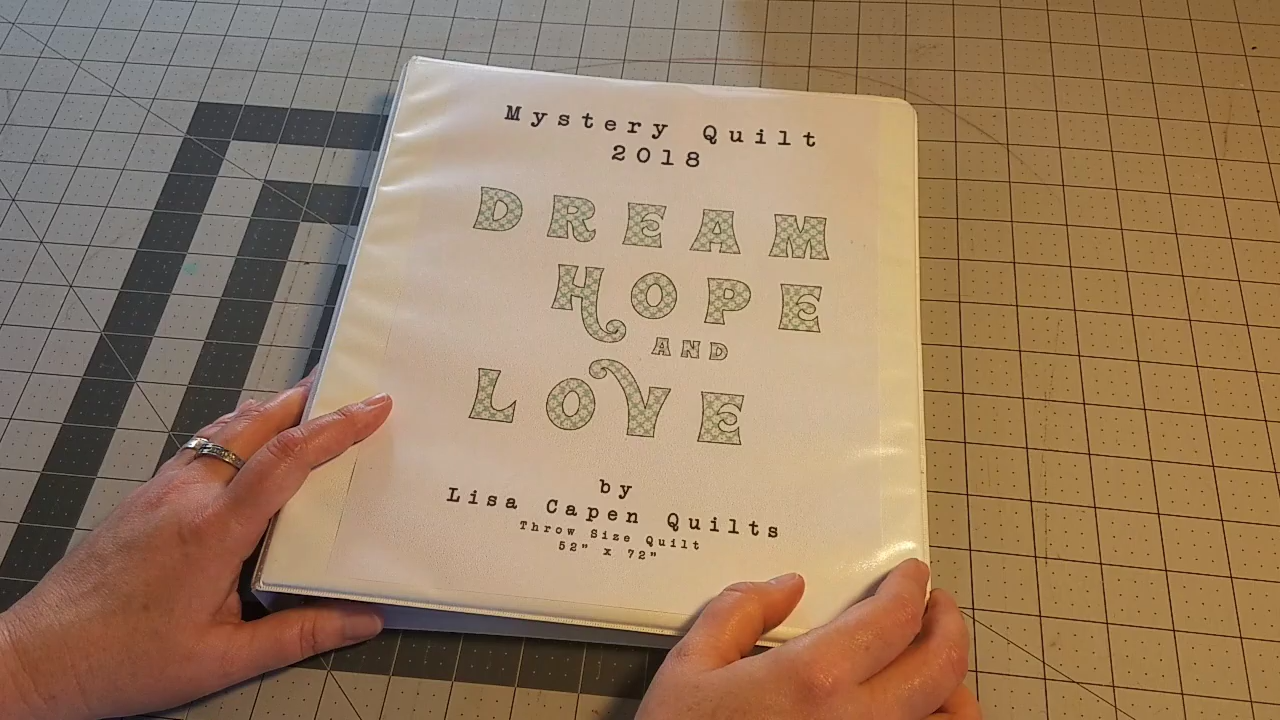 Mystery Quilt
2018
DREAM
HOPE
AND
LOVE
by
Lisa Capen Quilts
Throw Size Quilt
52" x 72"